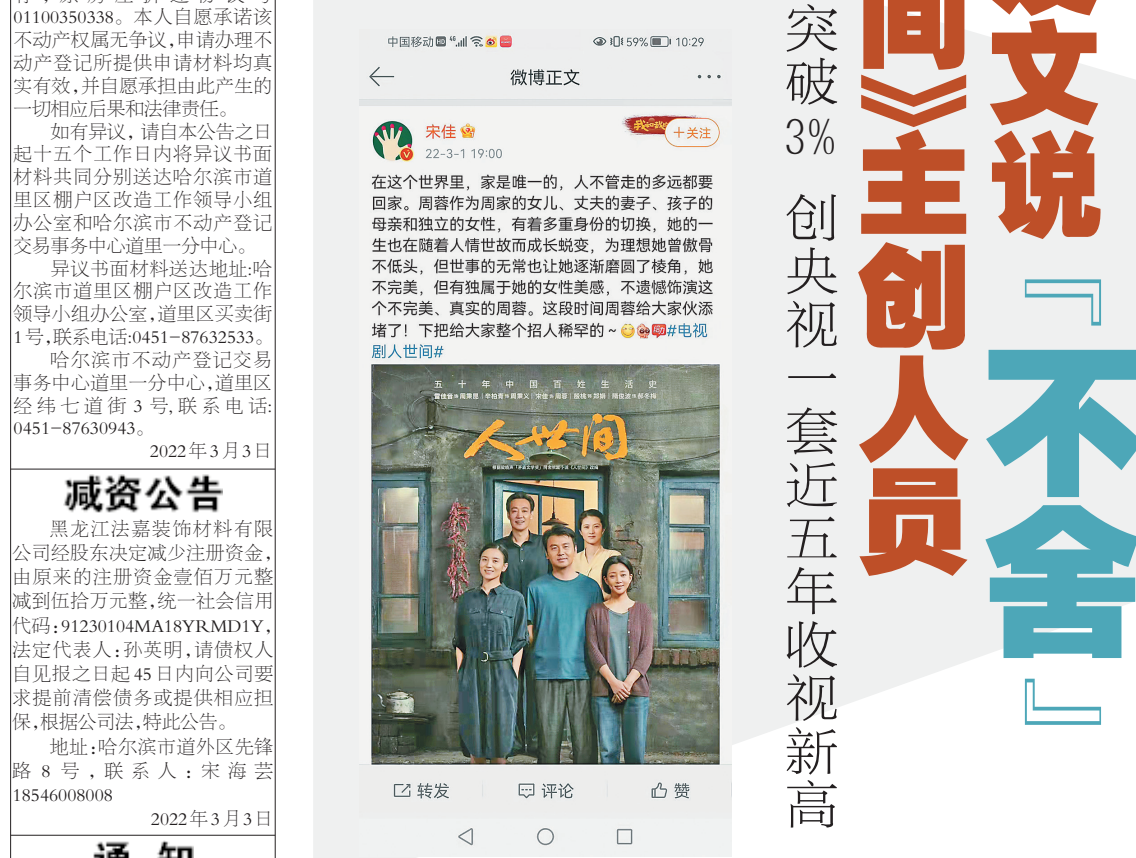 01100350338。本人自愿承诺该
不动产权属无争议,申请办理不
动产登记所提供申请材料均真
实有效,并自愿承担由此产生的
一切相应后果和法律责任。
如有异议,请自本公告之日
起十五个工作日内将异议书面
材料共同分别送达哈尔滨市道
里区棚户区改造工作领导小组
办公室和哈尔滨市不动产登记
交易事务中心道里一分中心。
异议书面材料送达地址:哈
尔滨市道里区棚户区改造工作
领导小组办公室,道里区买卖街
1号,联系电话:0451-87632533。
哈尔滨市不动产登记交易
事务中心道里一分中心,道里区
经纬七道街3号,联系电话:
0451-87630943。
2022年3月3日
减资公告
黑龙江法嘉装饰材料有限
公司经股东决定减少注册资金,
由原来的注册资金壹佰万元整
减到伍拾万元整,统一社会信用
代码:91230104MA18YRMD1Y,
法定代表人:孙英明,请债权人
自见报之日起45日内向公司要
求提前清偿债务或提供相应担
保,根据公司法,特此公告。
地址:哈尔滨市道外区先锋
路8号,联系人:宋海芸
18546008008
2022年3月3日
通知
中国移动 59% 10:29
微博正文
宋佳
22-3-1 19:00
+关注
在这个世界里，家是唯一的，人不管走的多远都要
回家。周蓉作为周家的女儿、丈夫的妻子、孩子的
母亲和独立的女性，有着多重身份的切换，她的一
生也在随着人情世故而成长蜕变，为理想她曾傲骨
不低头，但世事的无常也让她逐渐磨圆了棱角，她
不完美，但有独属于她的女性美感，不遗憾饰演这
个不完美、真实的周蓉。这段时间周蓉给大家伙添
堵了！下把给大家整个招人稀罕的~#电视
剧人世间#
五十年中国百姓生活史
人世间
转发
评论
赞
文说『不舍』
间》主创人员
突破3% 创央视一套近五年收视新高